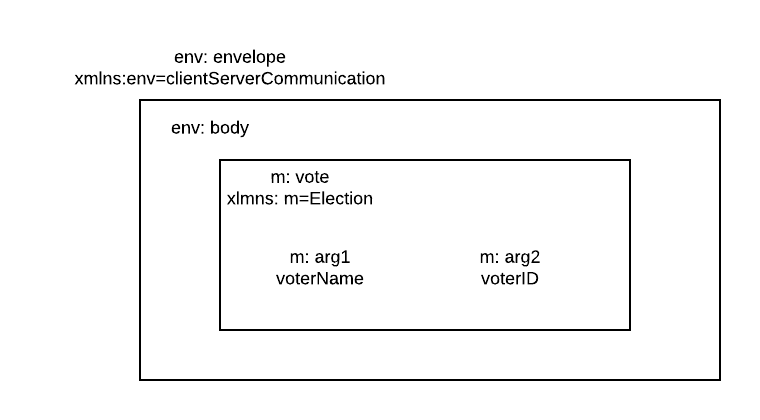 env: envelope
xmlns:env=clientServerCommunication
env: body
m: vote
xlmns: m=Election
m: arg1 m: arg2
voterName voterID